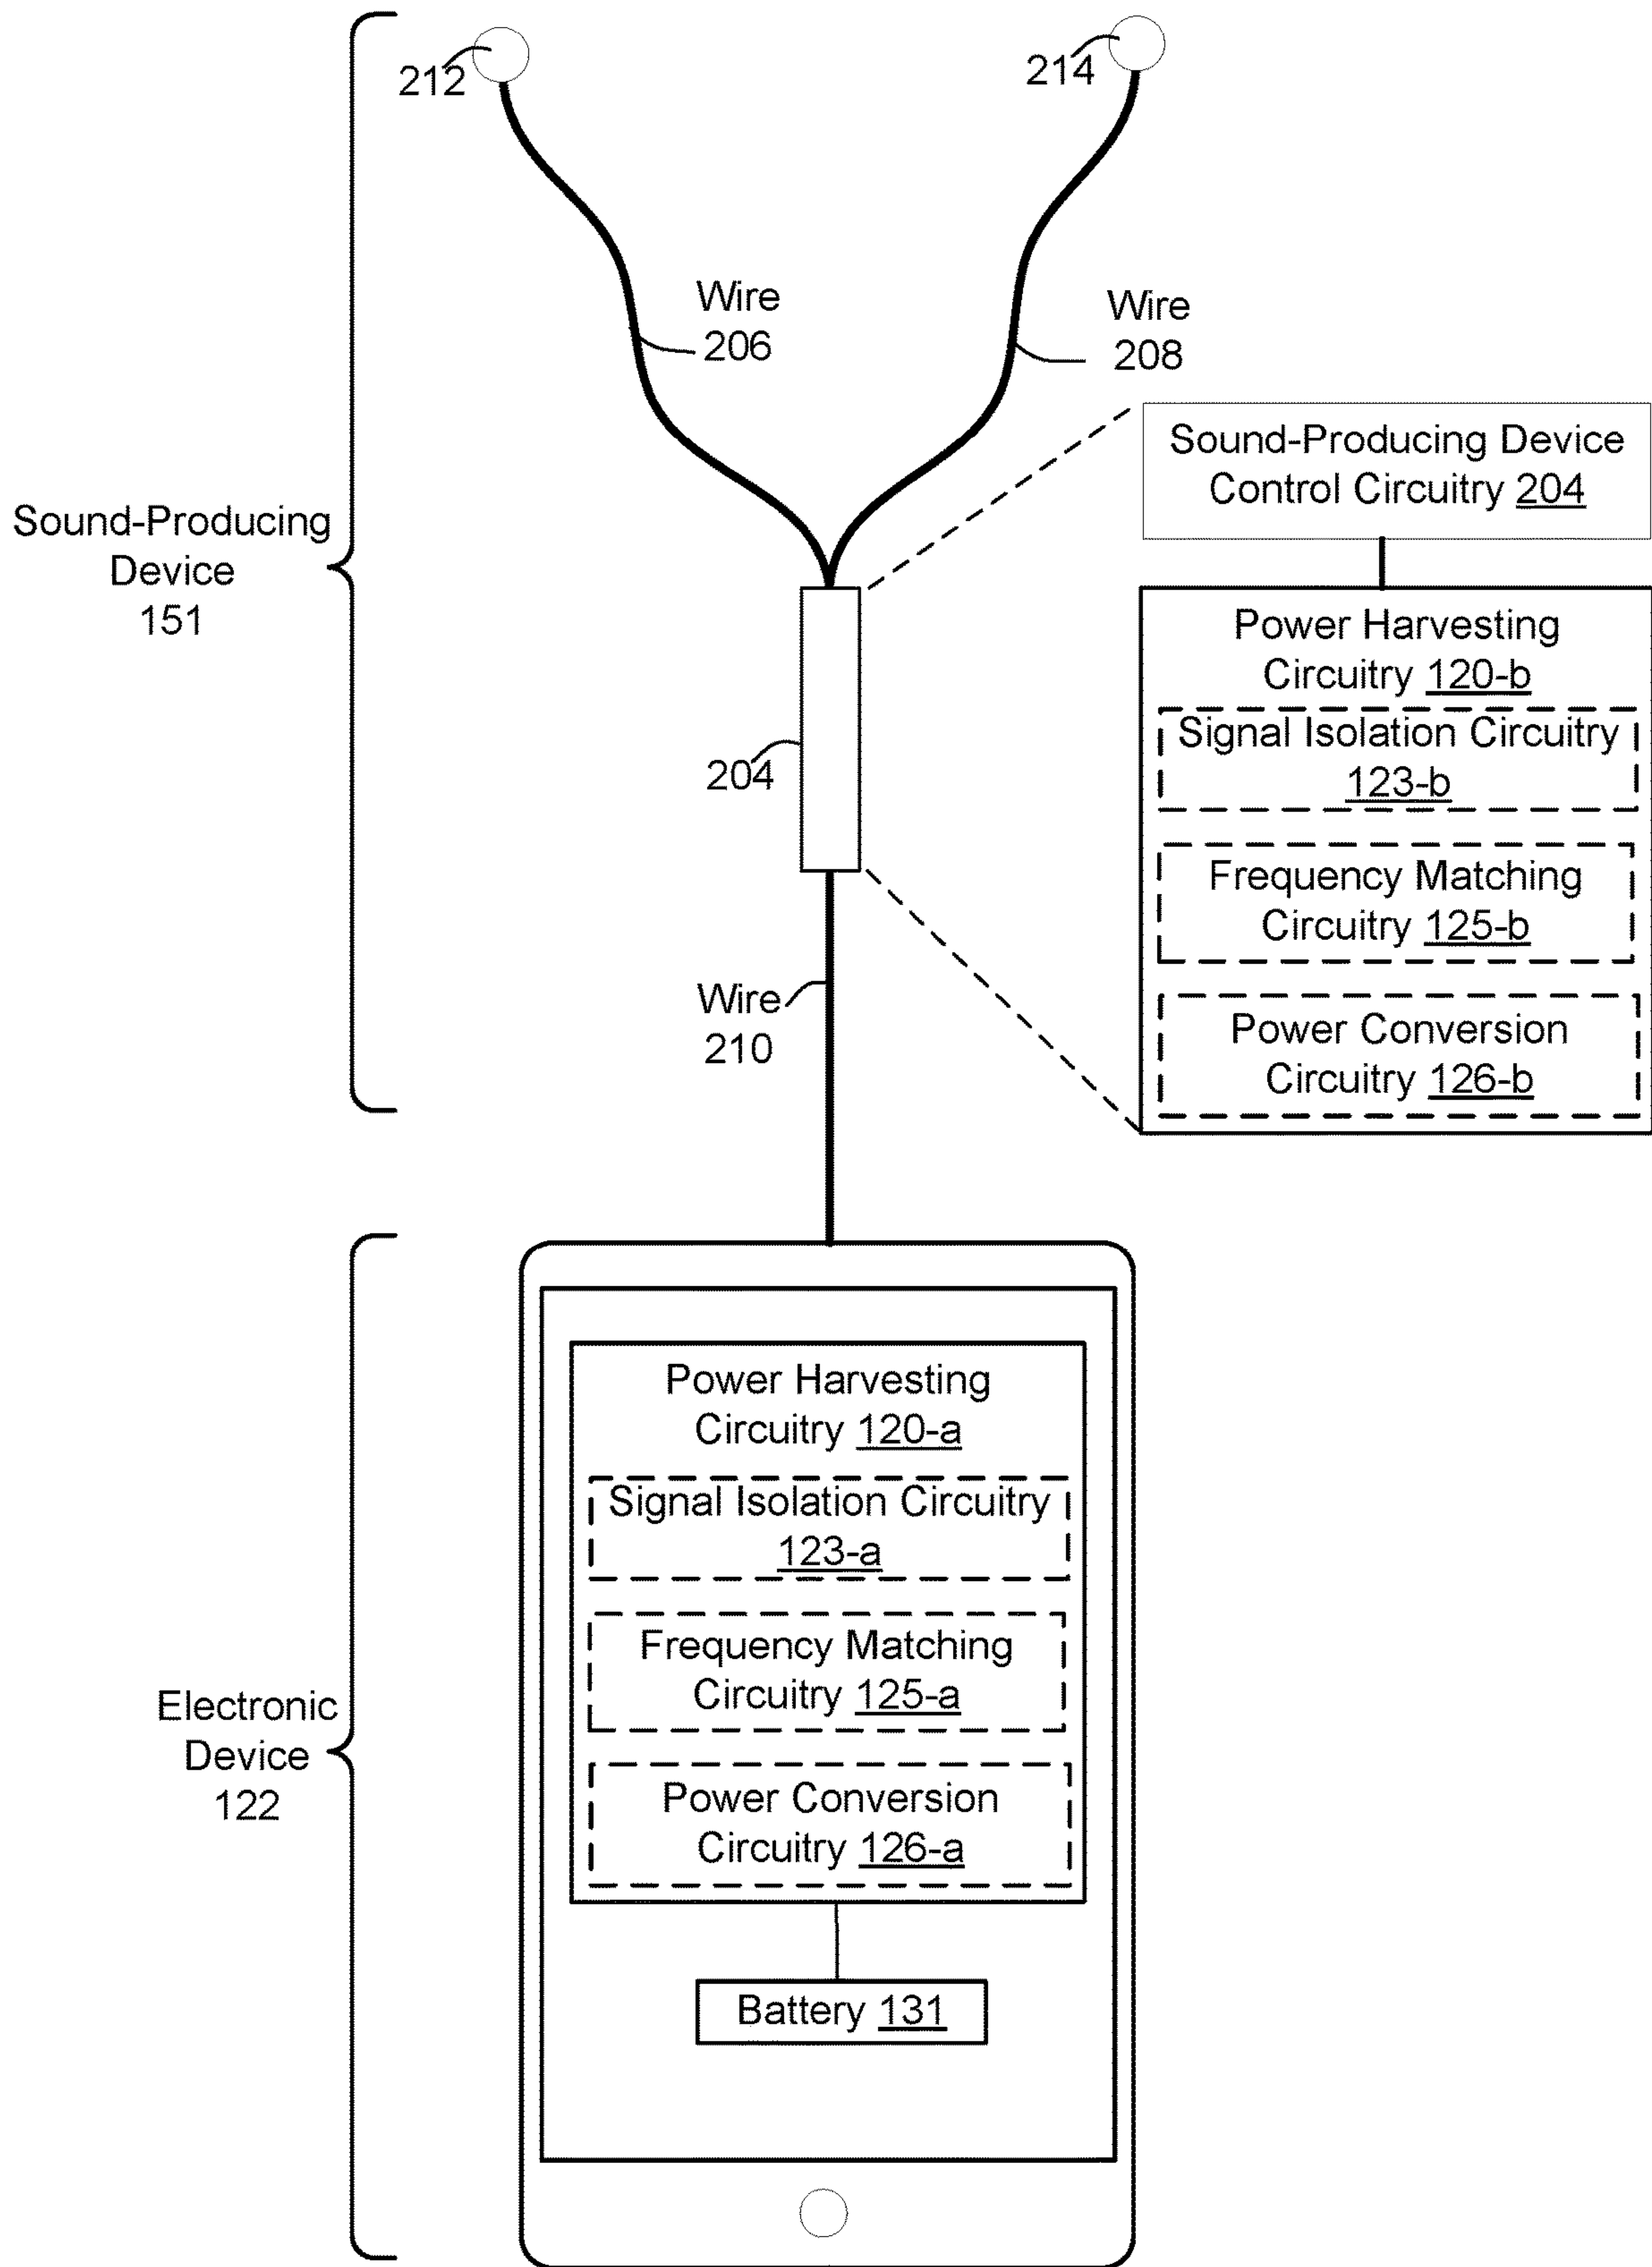 212
214
Wire
206
Wire
208
Sound-Producing Device
Control Circuitry 204
Sound-Producing
Device
151
Power Harvesting
Circuitry 120-b
Signal Isolation Circuitry
123-b
204
Frequency Matching
Circuitry 125-b
Wire
210
Power Conversion
Circuitry 126-b
Power Harvesting
Circuitry 120-a
Signal Isolation Circuitry
123-a
Frequency Matching
Circuitry 125-a
Electronic
Device
122
Power Conversion
Circuitry 126-a
Battery 131